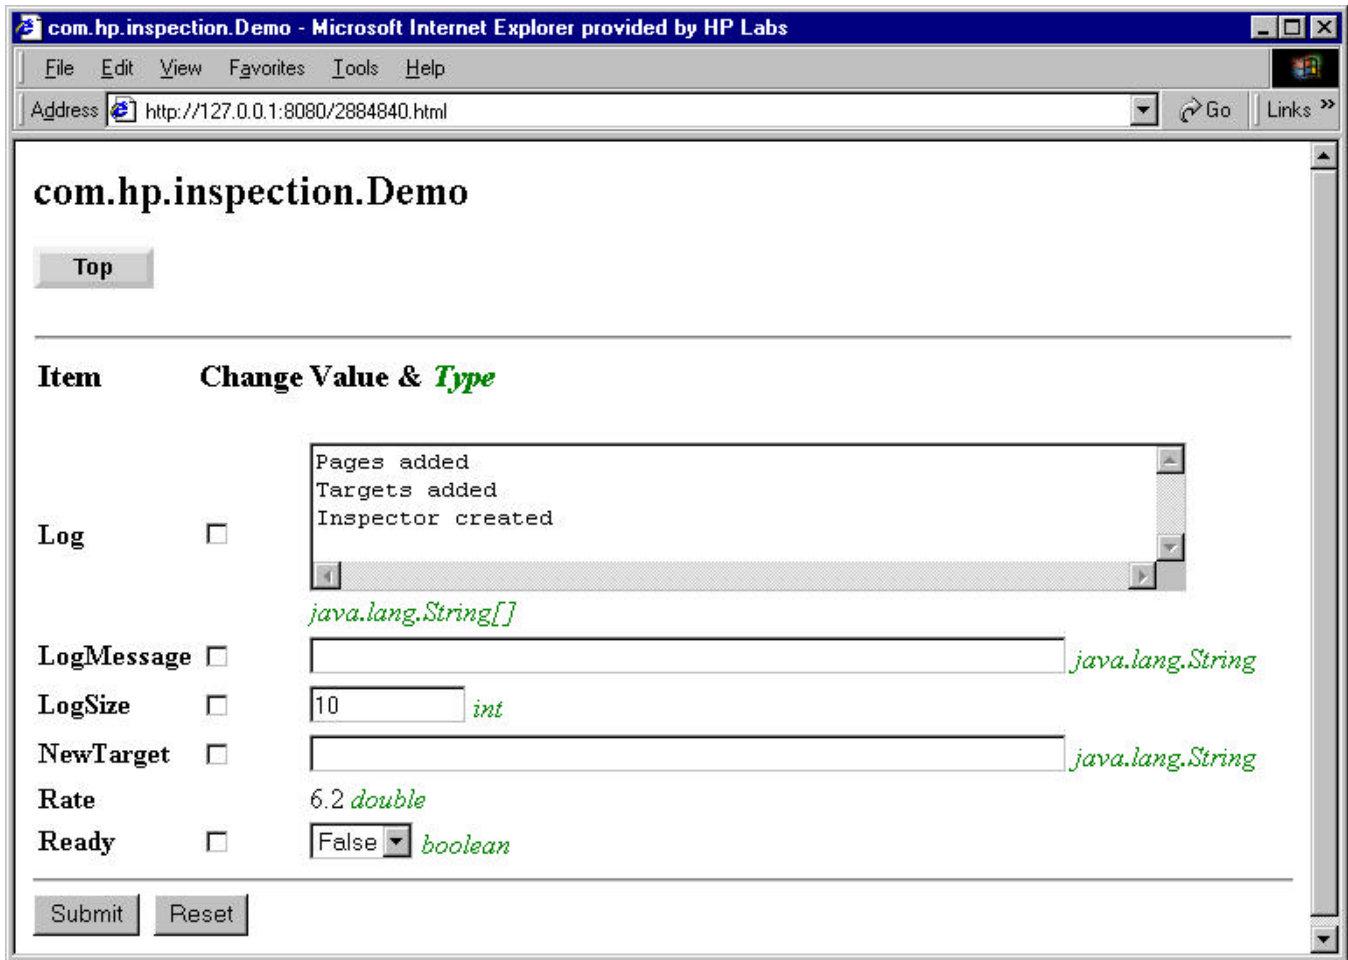 com.hp.inspection.Demo - Microsoft Internet Explorer provided by HP Labs
File Edit View Favorites Tools Help
Address http://127.0.0.1:8080/2884840.html Go Links »
com.hp.inspection.Demo
Top
Item Change Value & Type
Pages added
Targets added
Inspector created
Log
java.lang.String[]
LogMessage java.lang.String
LogSize 10 int
NewTarget java.lang.String
Rate 6.2 double
Ready False boolean
Submit Reset